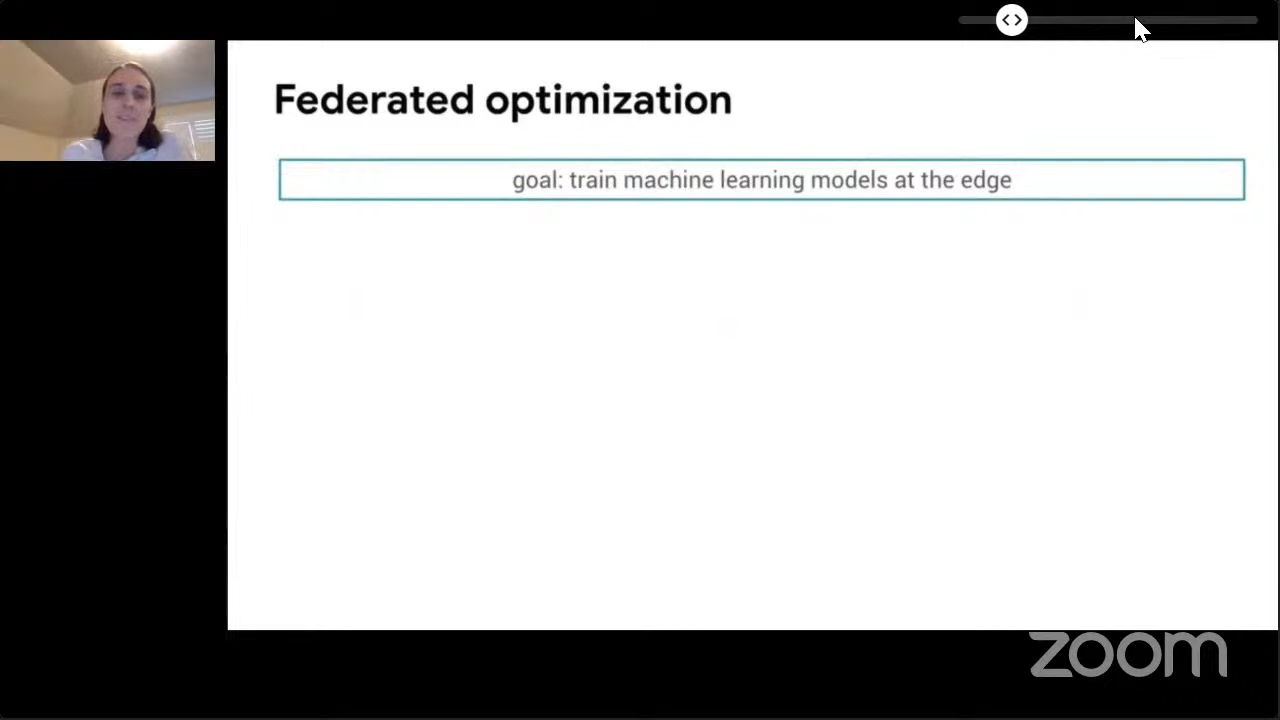 Federated optimization
goal: train machine learning models at the edge
zoom